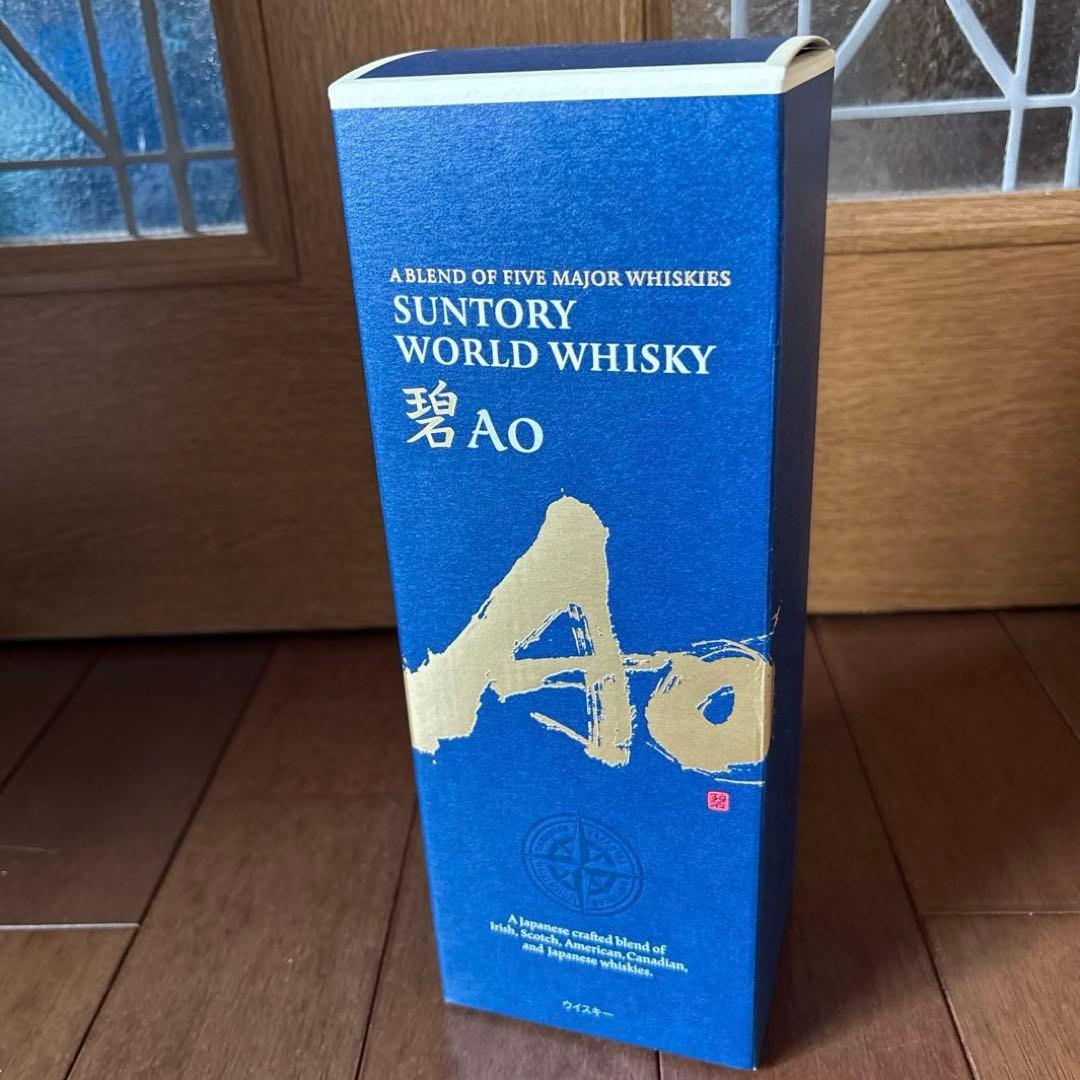 A BLEND OF FIVE MAJOR WHISKIES
SUNTORY
WORLD WHISKY
碧 AO
Ao
碧
A Japanese crafted blend of
Irish, Scotch, American, Canadian,
and Japanese whiskies.
ウイスキー